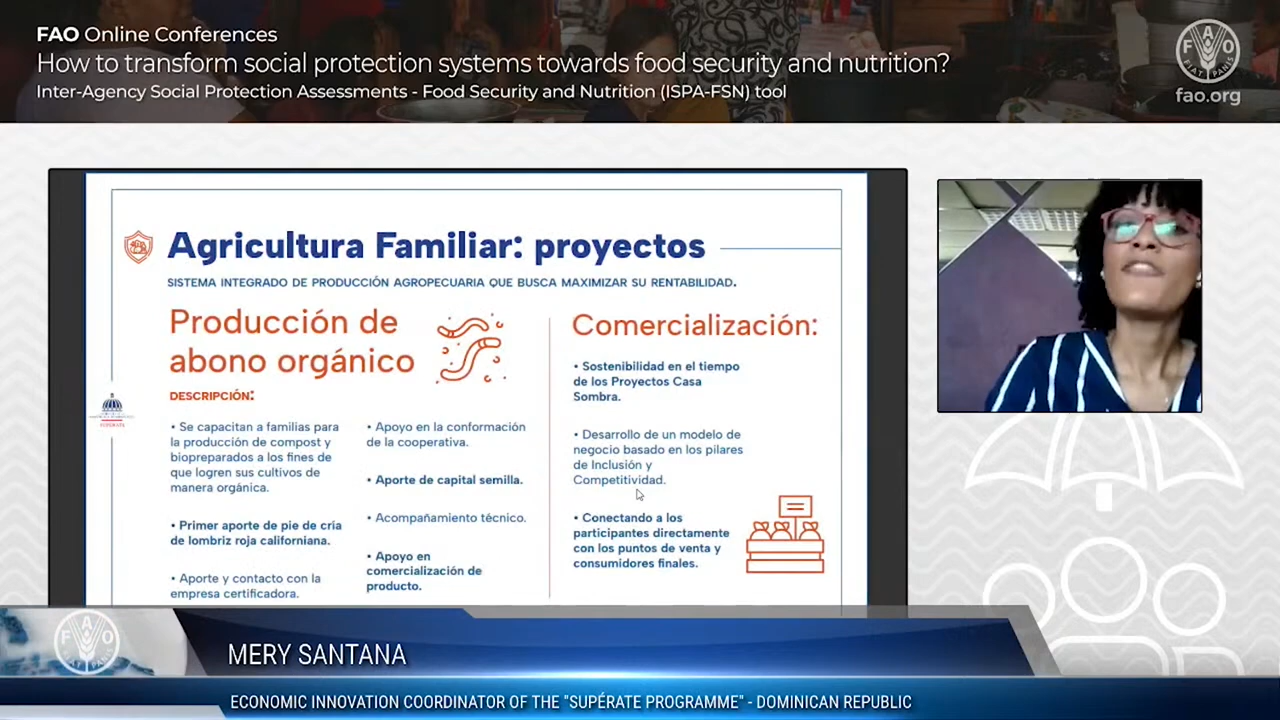 FAO Online Conferences
How to transform social protection systems towards food security and nutrition?
Inter-Agency Social Protection Assessments - Food Security and Nutrition (ISPA-FSN) tool
FAO
FIAT PANIS
fao.org
Agricultura Familiar: proyectos
SISTEMA INTEGRADO DE PRODUCCIÓN AGROPECUARIA QUE BUSCA MAXIMIZAR SU RENTABILIDAD.
Producción de
abono orgánico
DESCRIPCIÓN:
• Se capacitan a familias para
la producción de compost y
biopreparados a los fines de
que logren sus cultivos de
manera orgánica.
• Primer aporte de pie de cría
de lombriz roja californiana.
• Aporte y contacto con la
empresa certificadora.
• Apoyo en la conformación
de la cooperativa.
• Aporte de capital semilla.
• Acompañamiento técnico.
• Apoyo en
comercialización de
producto.
Comercialización:
• Sostenibilidad en el tiempo
de los Proyectos Casa
Sombra.
• Desarrollo de un modelo de
negocio basado en los pilares
de Inclusión y
Competitividad.
• Conectando a los
participantes directamente
con los puntos de venta y
consumidores finales.
FAO
FIAT PANIS
MERY SANTANA
ECONOMIC INNOVATION COORDINATOR OF THE "SUPÉRATE PROGRAMME" - DOMINICAN REPUBLIC